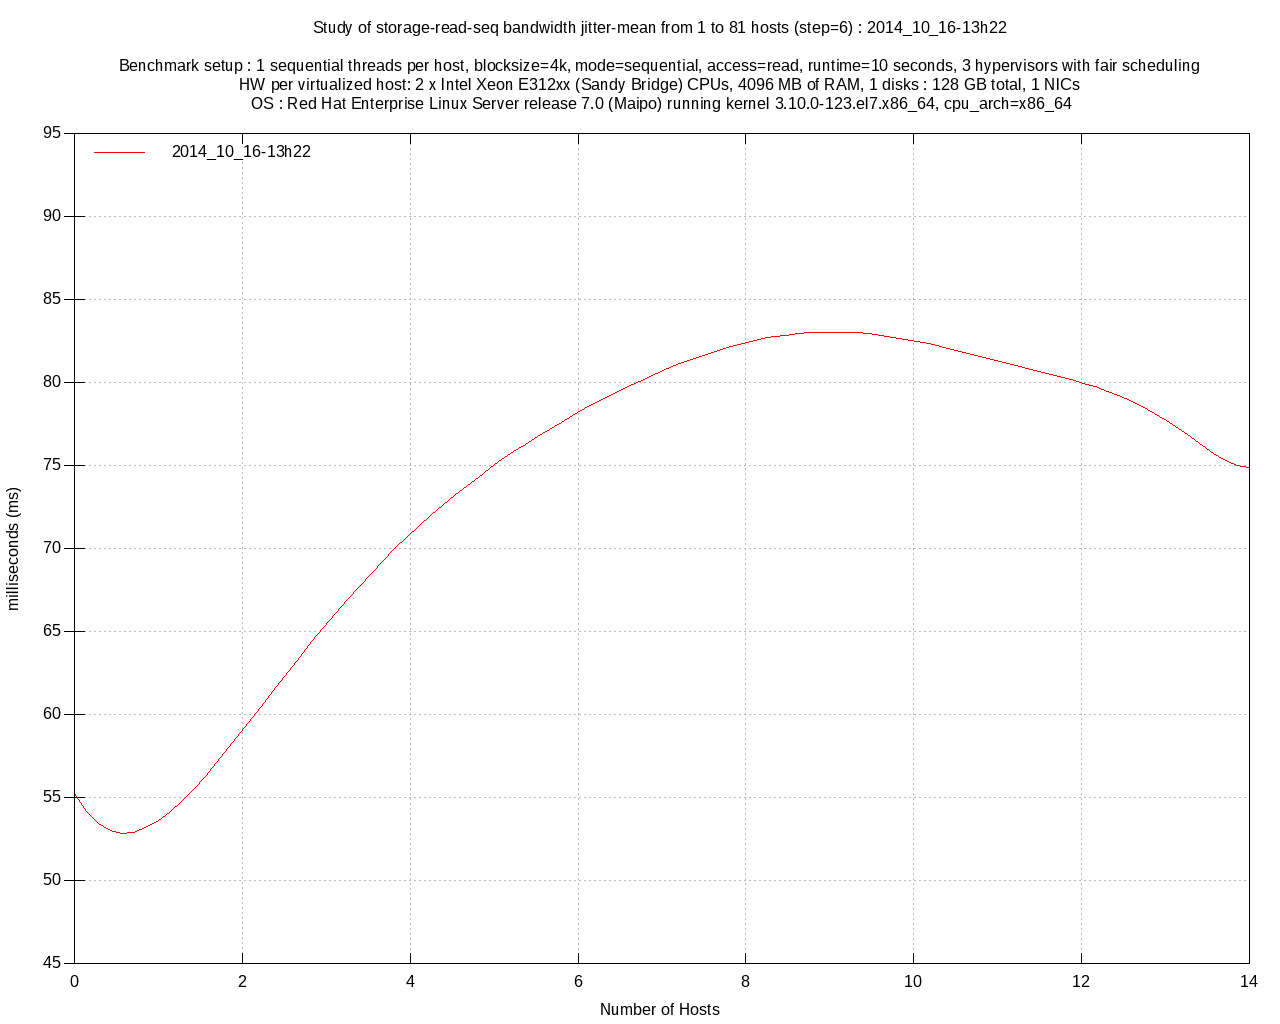 Study of storage-read-seq bandwidth jitter-mean from 1 to 81 hosts (step=6) : 2014_10_16-13h22
Benchmark setup : 1 sequential threads per host, blocksize=4k, mode=sequential, access=read, runtime=10 seconds, 3 hypervisors with fair scheduling
HW per virtualized host: 2 x Intel Xeon E312xx (Sandy Bridge) CPUs, 4096 MB of RAM, 1 disks : 128 GB total, 1 NICs
OS : Red Hat Enterprise Linux Server release 7.0 (Maipo) running kernel 3.10.0-123.el7.x86_64, cpu_arch=x86_64
2014_10_16-13h22
95
90
85
80
75
70
65
60
55
50
45
milliseconds (ms)
0 2 4 6 8 10 12 14
Number of Hosts